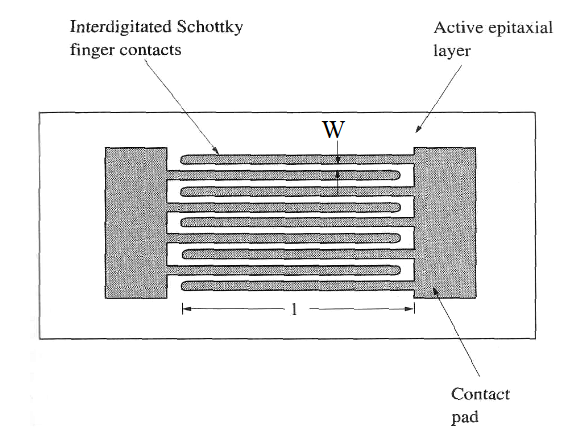 Interdigitated Schottky
finger contacts
Active epitaxial
layer
W
l
Contact
pad